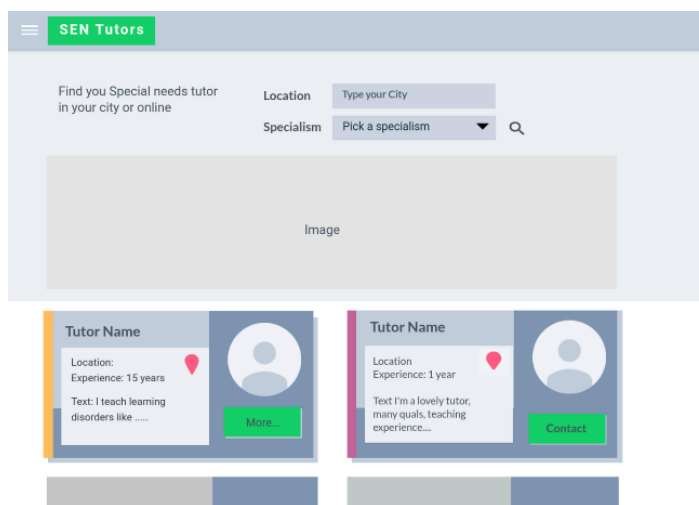 SEN Tutors
Find you Special needs tutor
in your city or online
Location
Type your City
Specialism
Pick a specialism
Image
Tutor Name
Location:
Experience: 15 years
Text: I teach learning
disorders like .....
More...
Tutor Name
Location
Experience: 1 year
Text I'm a lovely tutor,
many quals, teaching
experience....
Contact